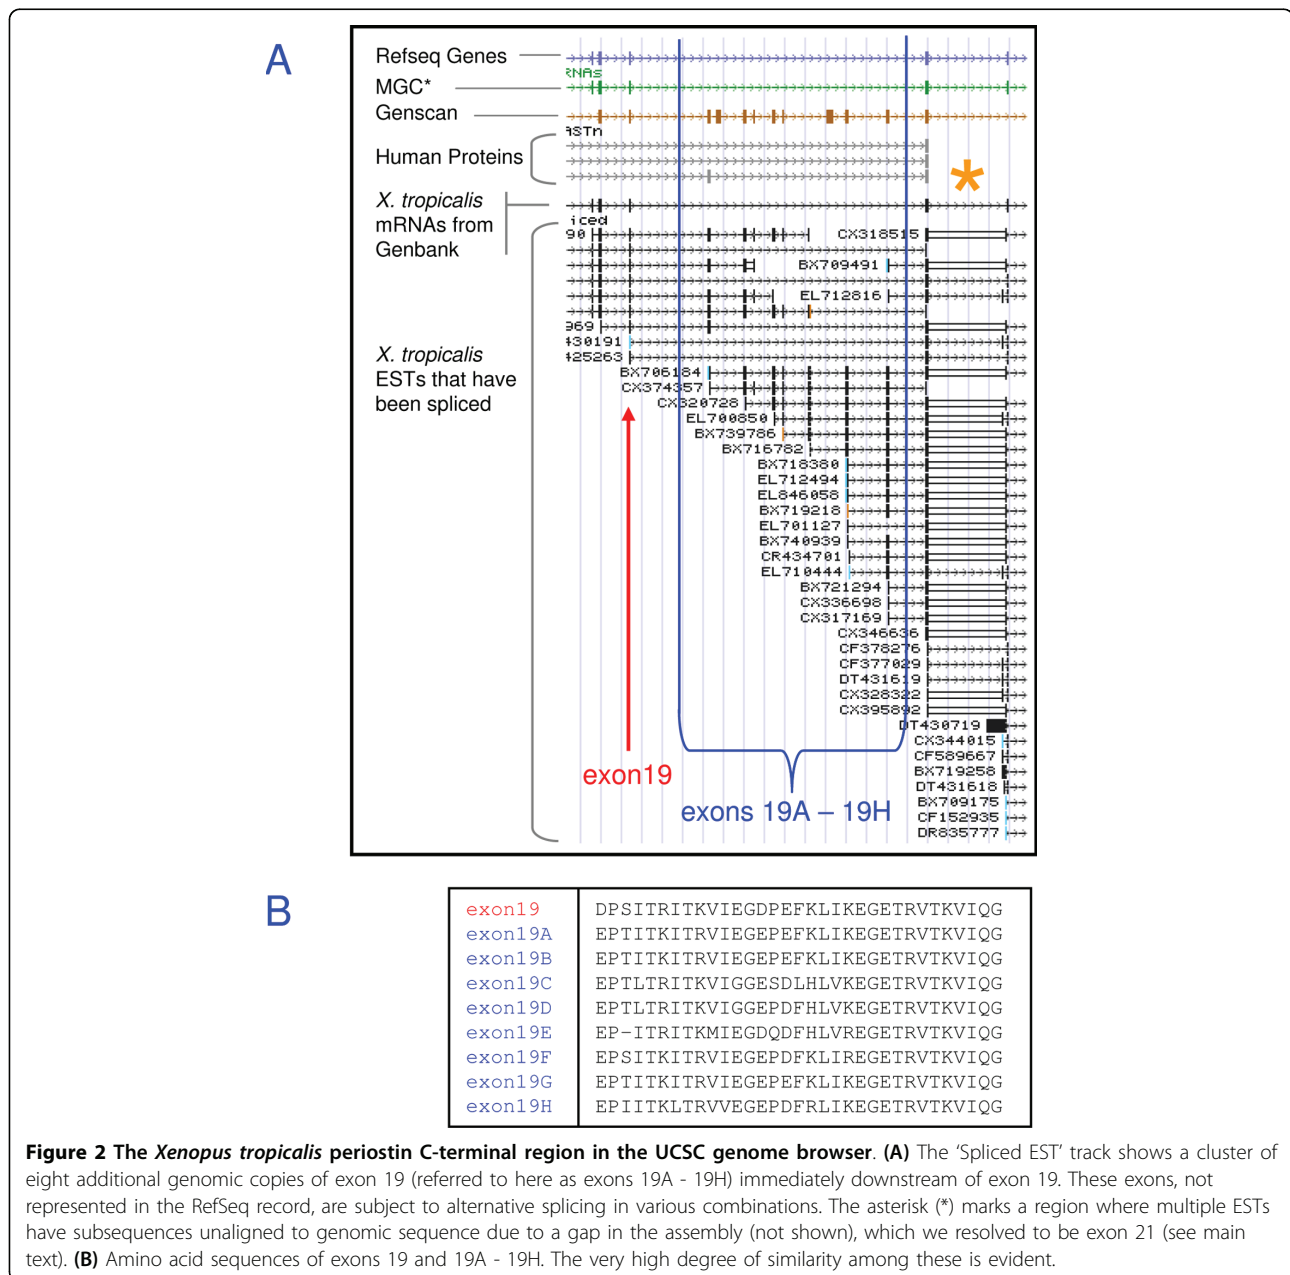 A
Refseq Genes
RNAs
MGC*
Genscan
ASTn
Human Proteins
*
X. tropicalis
mRNAs from
Genbank
iced
90
CX318515
BX709491
EL712816
969
430191
425263
X. tropicalis
ESTs that have
been spliced
BX706184
CX374357
CX320728
EL700850
BX739786
BX716782
BX718380
EL712494
EL846058
BX719218
EL701127
BX740939
CR434701
EL710444
BX721294
CX336698
CX317169
CX346636
CF378276
CF377029
DT431619
CX328322
CX395892
DT430719
CX344015
CF589667
BX719258
DT431618
BX709175
CF152935
DR835777
exon19
exons 19A – 19H
B
exon19 DPSITRITKVIEGDPEFKLIKEGETRVTKVIQG
exon19A EPTITKITRVIEGEPEFKLIKEGETRVTKVIQG
exon19B EPTITKITRVIEGEPEFKLIKEGETRVTKVIQG
exon19C EPTLTRITKVIGGESDLHLVKEGETRVTKVIQG
exon19D EPTLTRITKVIGGEPDFHLVKEGETRVTKVIQG
exon19E EP-ITRITKMIEGDQDFHLVREGETRVTKVIQG
exon19F EPSITKITRVIEGEPDFKLIREGETRVTKVIQG
exon19G EPTITKITRVIEGEPEFKLIKEGETRVTKVIQG
exon19H EPIITKLTRVVEGEPDFRLIKEGETRVTKVIQG
Figure 2 The Xenopus tropicalis periostin C-terminal region in the UCSC genome browser. (A) The ‘Spliced EST’ track shows a cluster of
eight additional genomic copies of exon 19 (referred to here as exons 19A - 19H) immediately downstream of exon 19. These exons, not
represented in the RefSeq record, are subject to alternative splicing in various combinations. The asterisk (*) marks a region where multiple ESTs
have subsequences unaligned to genomic sequence due to a gap in the assembly (not shown), which we resolved to be exon 21 (see main
text). (B) Amino acid sequences of exons 19 and 19A - 19H. The very high degree of similarity among these is evident.